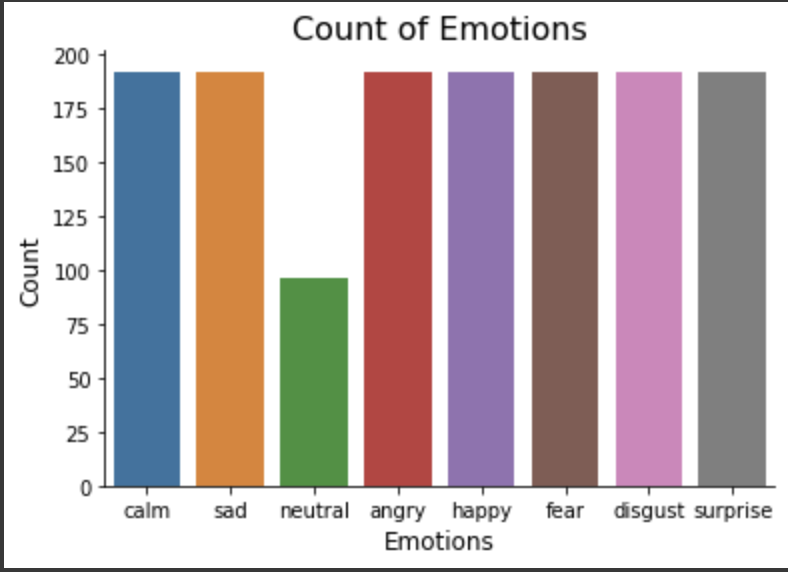 Count of Emotions
200
175
150
125
100
75
50
25
0
Count
calm sad neutral angry happy fear disgust surprise
Emotions